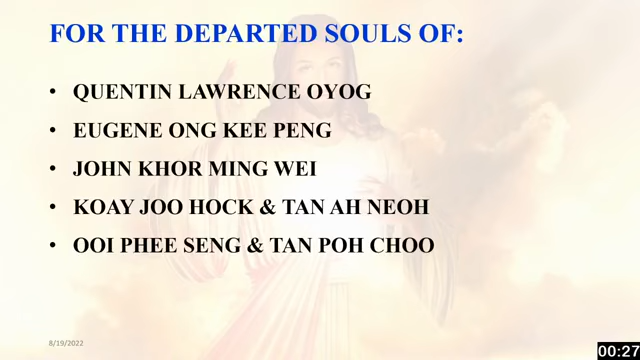 FOR THE DEPARTED SOULS OF:
• QUENTIN LAWRENCE OYOG
• EUGENE ONG KEE PENG
• JOHN KHOR MING WEI
• KOAY JOO HOCK & TAN AH NEOH
• OOI PHEE SENG & TAN POH CHOO
8/19/2022
00:27